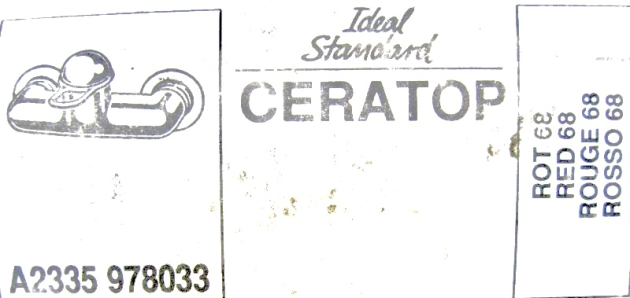 Ideal
Standard
CERATOP
A2335 978033
ROT 68
RED 68
ROUGE 68
ROSSO 68